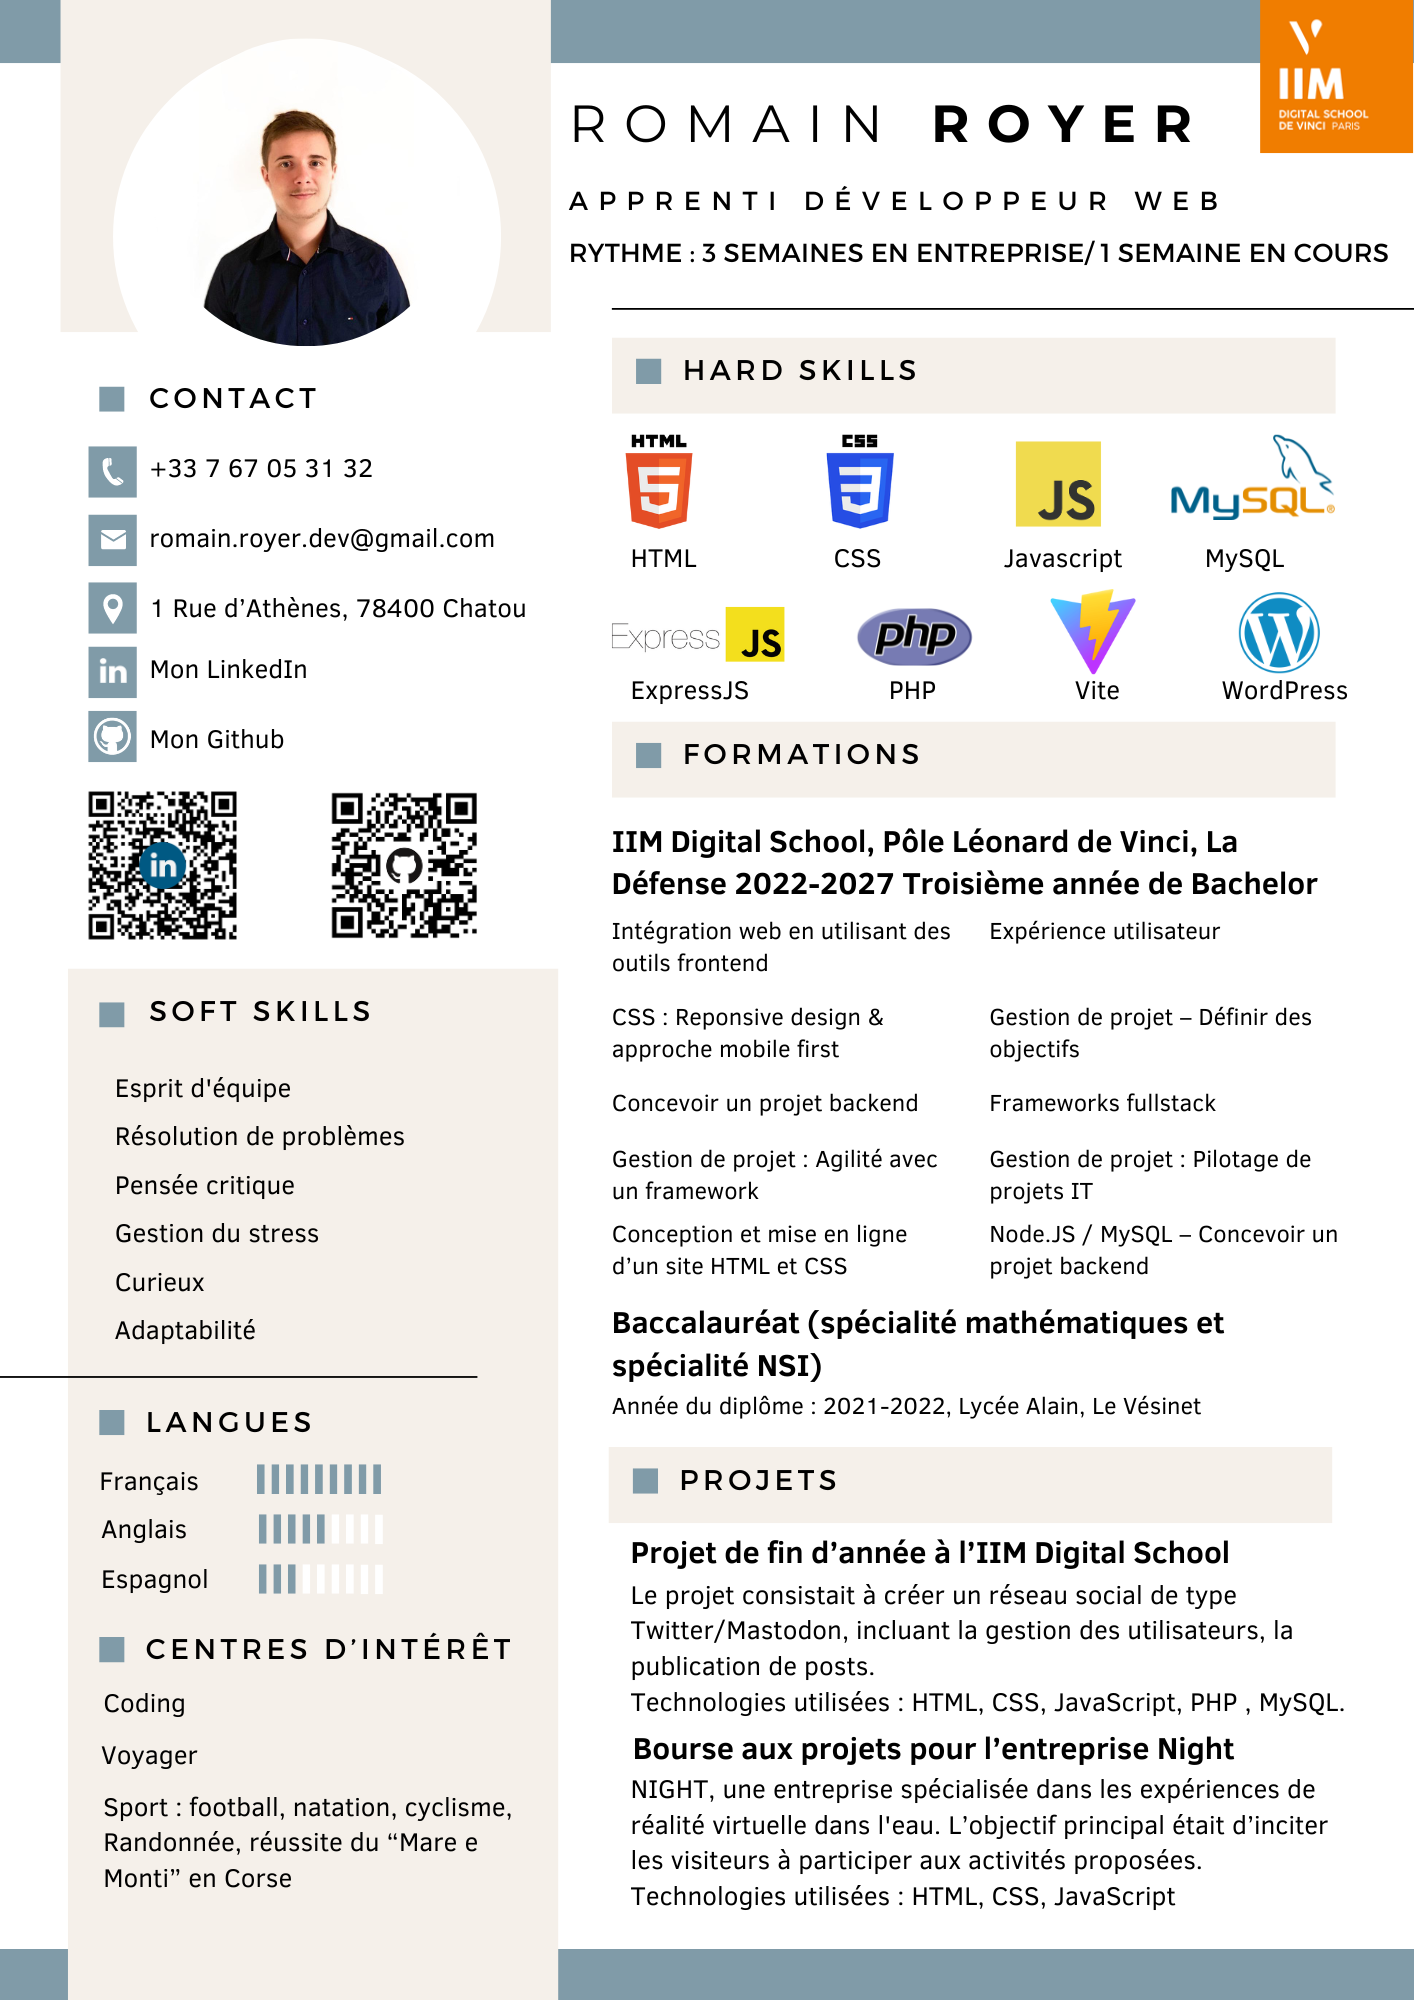 ROMAIN ROYER
IIM
DIGITAL SCHOOL
DE VINCI PARIS
APPRENTI DÉVELOPPEUR WEB
RYTHME : 3 SEMAINES EN ENTREPRISE/ 1 SEMAINE EN COURS
CONTACT
+33 7 67 05 31 32
romain.royer.dev@gmail.com
1 Rue d’Athènes, 78400 Chatou
in
Mon LinkedIn
Mon Github
in
SOFT SKILLS
Esprit d'équipe
Résolution de problèmes
Pensée critique
Gestion du stress
Curieux
Adaptabilité
LANGUES
Français
Anglais
Espagnol
CENTRES D’INTÉRÊT
Coding
Voyager
Sport : football, natation, cyclisme,
Randonnée, réussite du “Mare e
Monti” en Corse
HARD SKILLS
HTML
5
CSS
3
JS
MySQL®
HTML
CSS
Javascript
MySQL
Express JS
php
W
ExpressJS
PHP
Vite
WordPress
FORMATIONS
IIM Digital School, Pôle Léonard de Vinci, La
Défense 2022-2027 Troisième année de Bachelor
Intégration web en utilisant des
outils frontend
Expérience utilisateur
CSS : Reponsive design &
approche mobile first
Gestion de projet – Définir des
objectifs
Concevoir un projet backend
Frameworks fullstack
Gestion de projet : Agilité avec
un framework
Gestion de projet : Pilotage de
projets IT
Conception et mise en ligne
d’un site HTML et CSS
Node.JS / MySQL – Concevoir un
projet backend
Baccalauréat (spécialité mathématiques et
spécialité NSI)
Année du diplôme : 2021-2022, Lycée Alain, Le Vésinet
PROJETS
Projet de fin d’année à l’IIM Digital School
Le projet consistait à créer un réseau social de type
Twitter/Mastodon, incluant la gestion des utilisateurs, la
publication de posts.
Technologies utilisées : HTML, CSS, JavaScript, PHP , MySQL.
Bourse aux projets pour l’entreprise Night
NIGHT, une entreprise spécialisée dans les expériences de
réalité virtuelle dans l'eau. L’objectif principal était d’inciter
les visiteurs à participer aux activités proposées.
Technologies utilisées : HTML, CSS, JavaScript